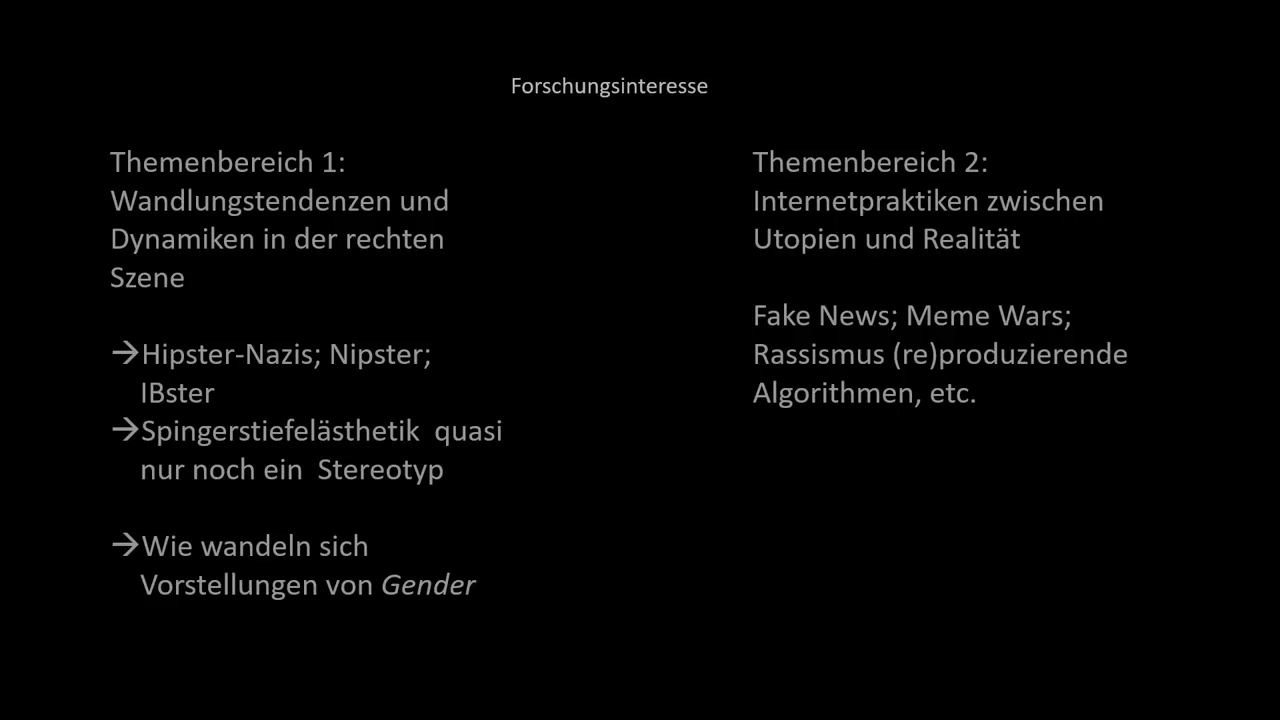 Forschungsinteresse
Themenbereich 1:
Wandlungstendenzen und
Dynamiken in der rechten
Szene
→Hipster-Nazis; Nipster;
IBster
→Spingerstiefelästhetik quasi
nur noch ein Stereotyp
→Wie wandeln sich
Vorstellungen von Gender
Themenbereich 2:
Internetpraktiken zwischen
Utopien und Realität
Fake News; Meme Wars;
Rassismus (re)produzierende
Algorithmen, etc.